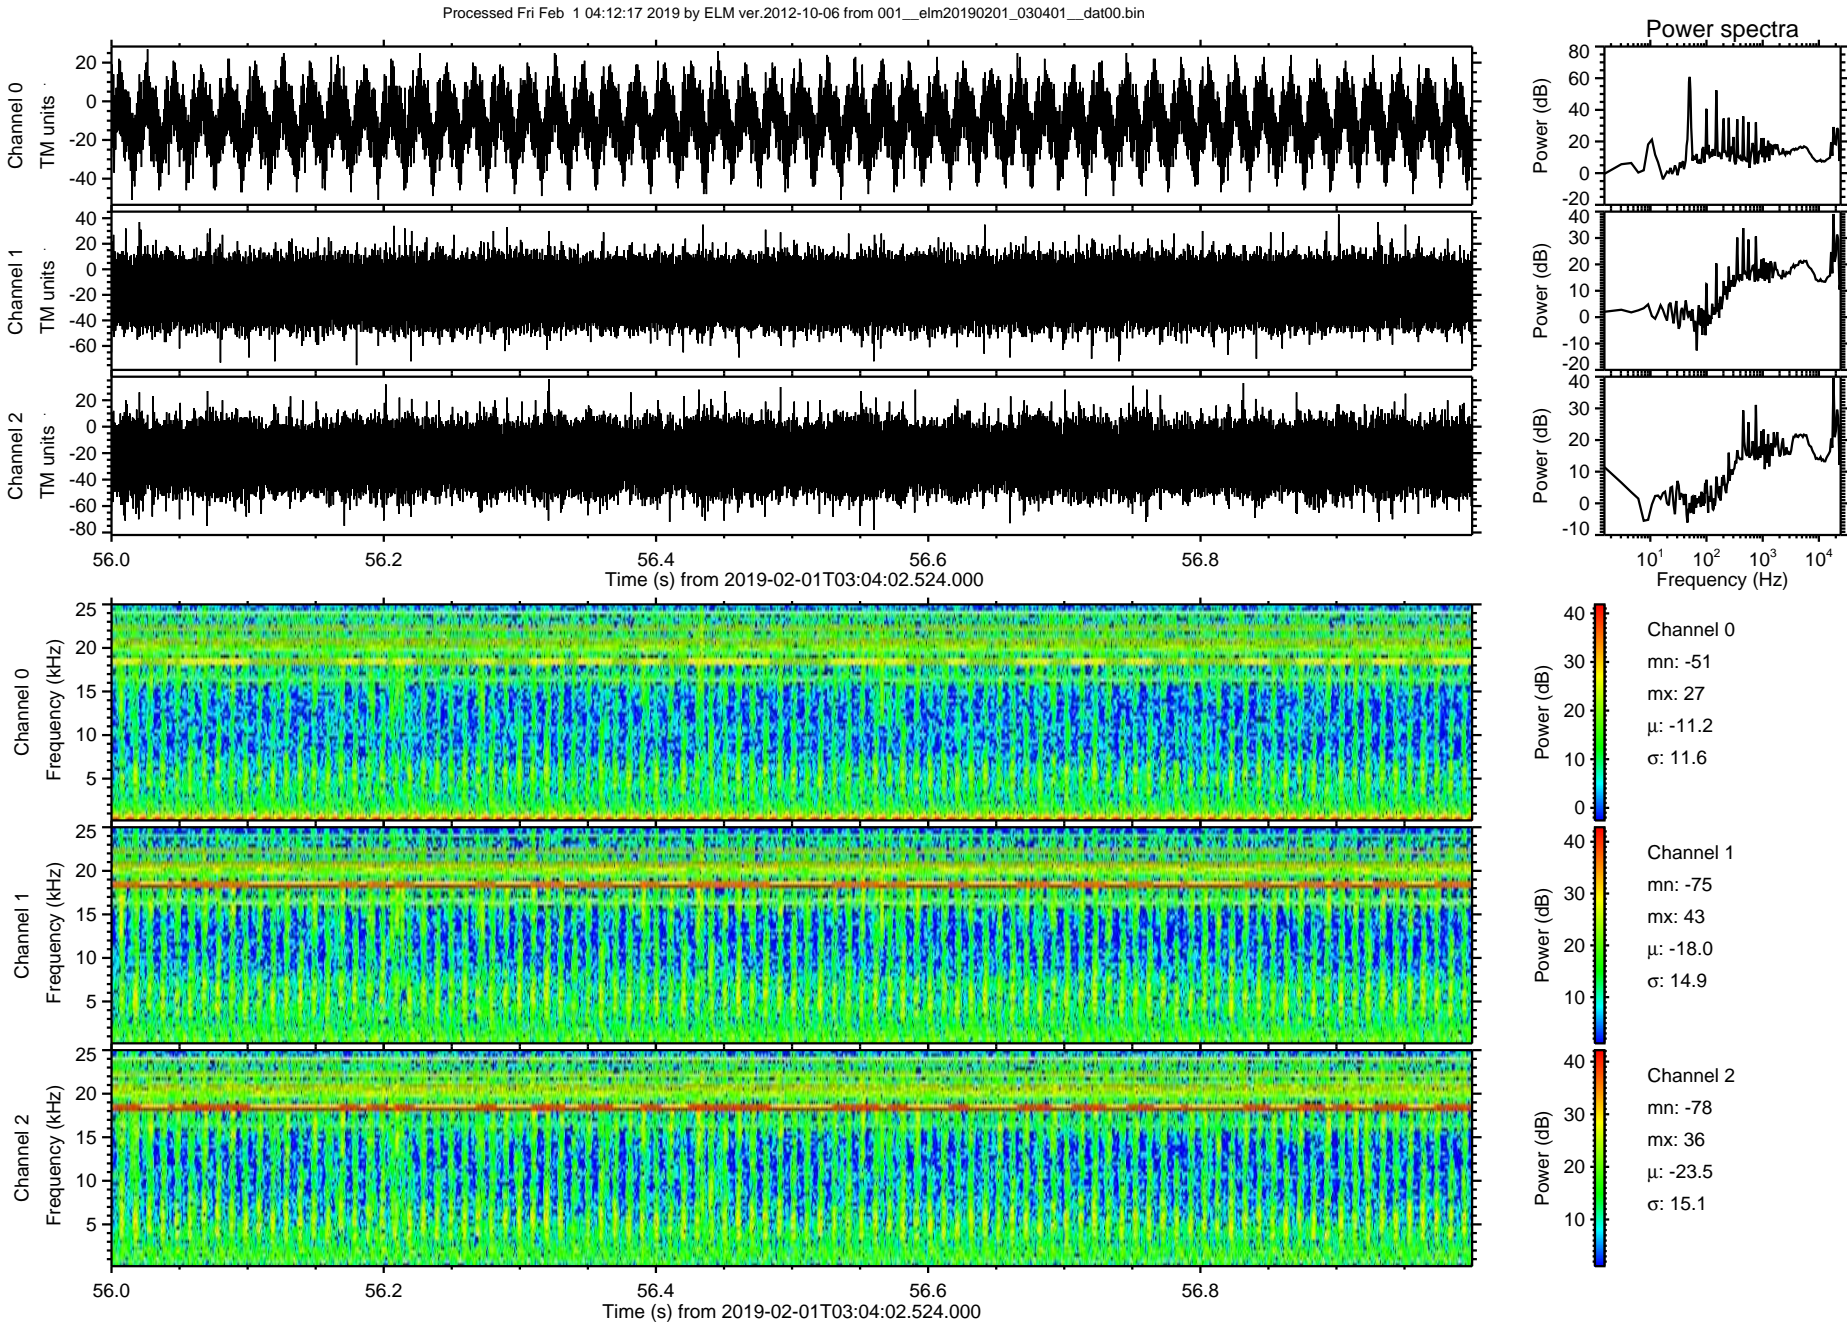 Processed Fri Feb  1 04:12:17 2019 by ELM ver.2012-10-06 from 001__elm20190201_030401__dat00.bin
Power spectra
Channel 0
TM units
20
0
-20
-40
Power (dB)
80
60
40
20
0
-20
Channel 1
TM units
40
20
0
-20
-40
-60
Power (dB)
40
30
20
10
0
-10
-20
Channel 2
TM units
20
0
-20
-40
-60
-80
Power (dB)
40
30
20
10
0
-10
56.0 56.2 56.4 56.6 56.8
Time (s) from 2019-02-01T03:04:02.524.000
10^1 10^2 10^3 10^4
Frequency (Hz)
Channel 0
Frequency (kHz)
25
20
15
10
5
Power (dB)
40
30
20
10
0
Channel 0
mn: -51
mx: 27
μ: -11.2
σ: 11.6
Channel 1
Frequency (kHz)
25
20
15
10
5
Power (dB)
40
30
20
10
Channel 1
mn: -75
mx: 43
μ: -18.0
σ: 14.9
Channel 2
Frequency (kHz)
25
20
15
10
5
Power (dB)
40
30
20
10
Channel 2
mn: -78
mx: 36
μ: -23.5
σ: 15.1
56.0 56.2 56.4 56.6 56.8
Time (s) from 2019-02-01T03:04:02.524.000